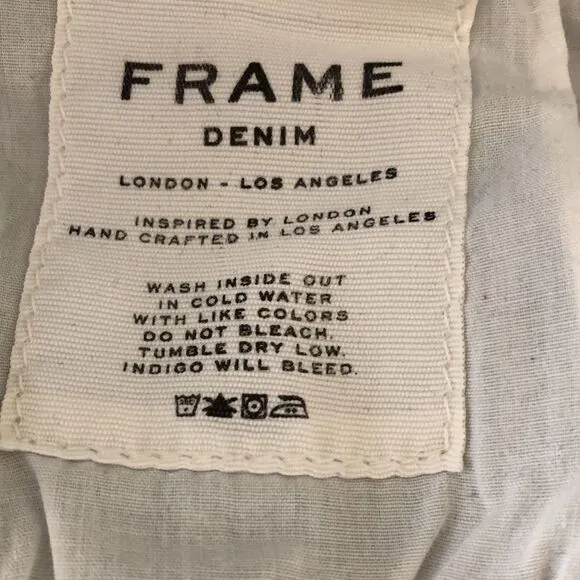 FRAME
DENIM
LONDON - LOS ANGELES
INSPIRED BY LONDON
HAND CRAFTED IN LOS ANGELES
WASH INSIDE OUT
IN COLD WATER
WITH LIKE COLORS
DO NOT BLEACH.
TUMBLE DRY LOW.
INDIGO WILL BLEED.